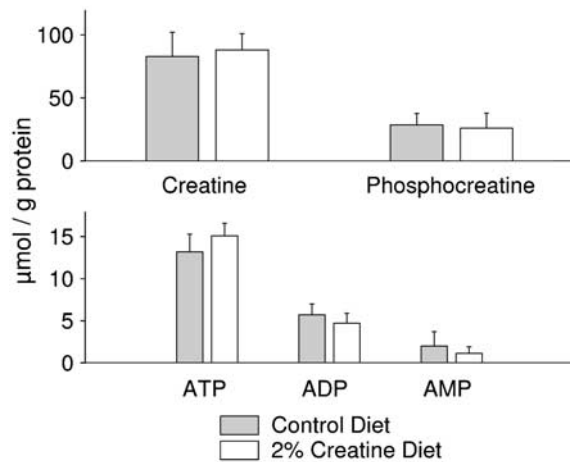 100
50
0
Creatine Phosphocreatine
µmol / g protein
15
10
5
0
ATP ADP AMP
Control Diet
2% Creatine Diet